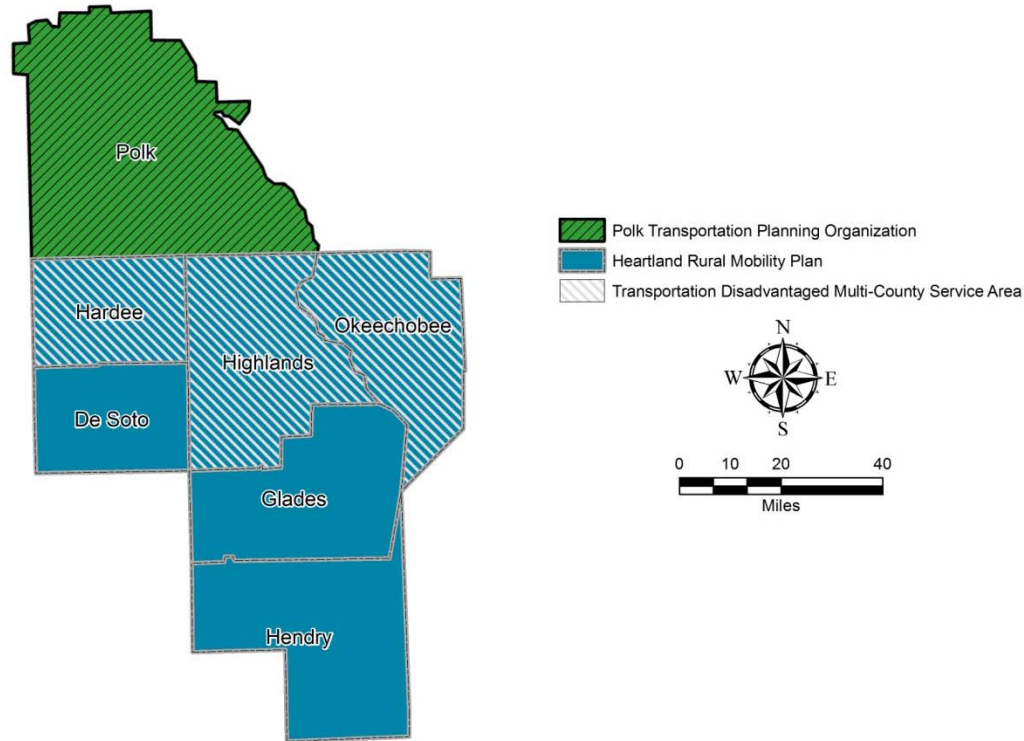 Polk
Polk Transportation Planning Organization
Heartland Rural Mobility Plan
Transportation Disadvantaged Multi-County Service Area
Hardee
Okeechobee
Highlands
De Soto
Glades
Hendry
N
W E
S
0 10 20 40
Miles